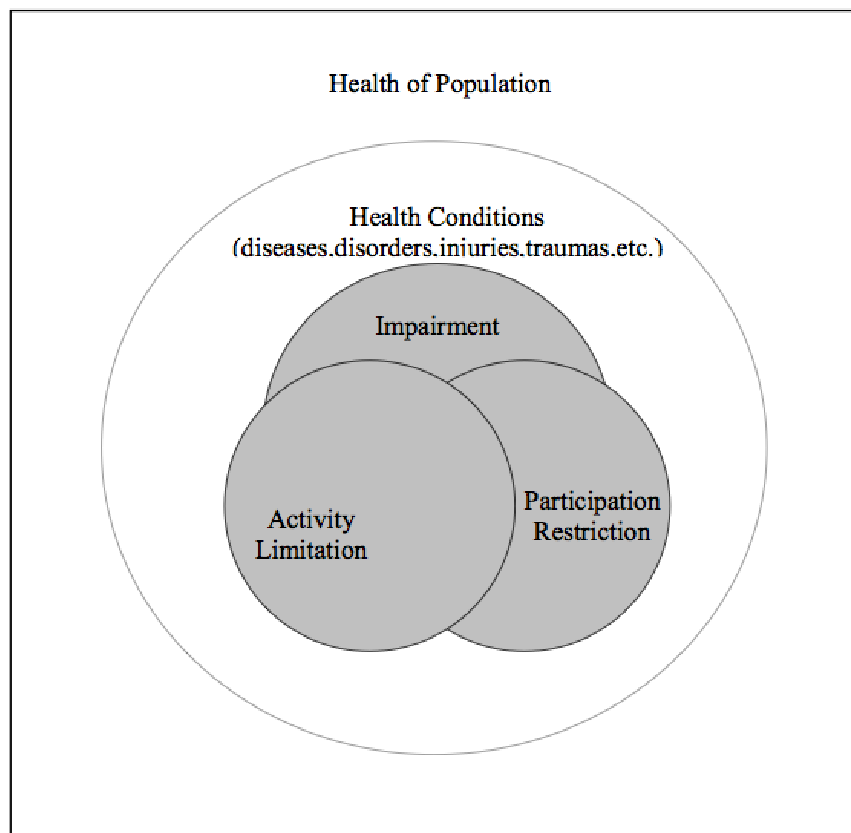 Health of Population
Health Conditions
(diseases.disorders.injuries.traumas.etc.)
Impairment
Activity
Limitation
Participation
Restriction